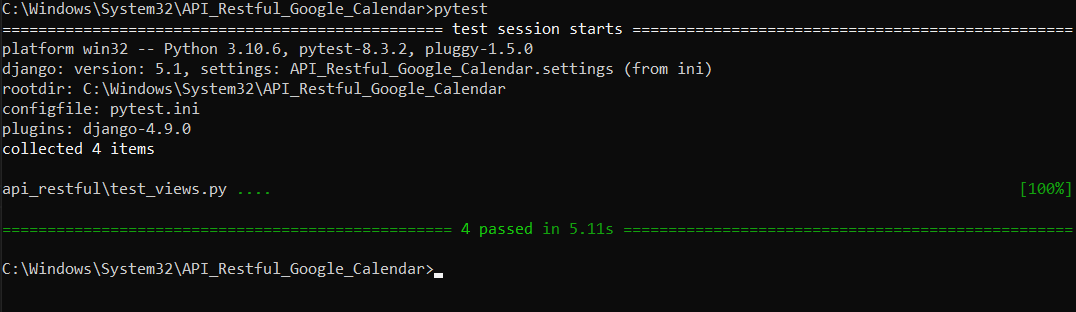 C:\Windows\System32\API_Restful_Google_Calendar>pytest
================================================= test session starts =================================================
platform win32 -- Python 3.10.6, pytest-8.3.2, pluggy-1.5.0
django: version: 5.1, settings: API_Restful_Google_Calendar.settings (from ini)
rootdir: C:\Windows\System32\API_Restful_Google_Calendar
configfile: pytest.ini
plugins: django-4.9.0
collected 4 items
api_restful\test_views.py .... [100%]
================================================== 4 passed in 5.11s ==================================================
C:\Windows\System32\API_Restful_Google_Calendar>